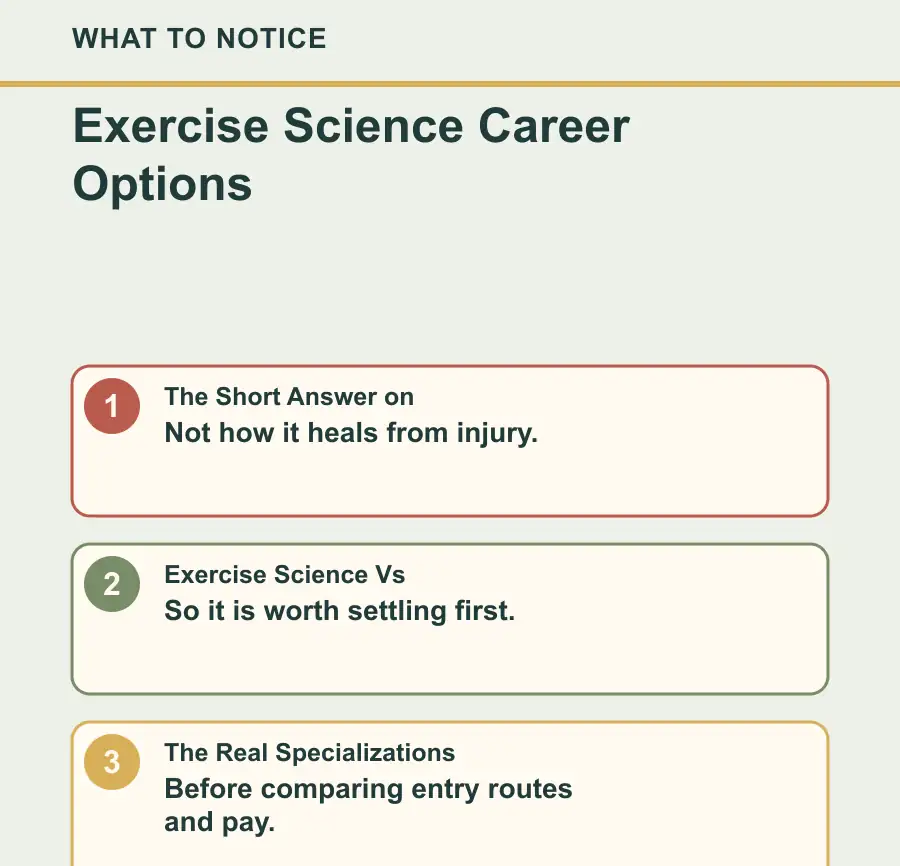 WHAT TO NOTICE
Exercise Science Career
Options
1
The Short Answer on
Not how it heals from injury.
2
Exercise Science Vs
So it is worth settling first.
3
The Real Specializations
Before comparing entry routes
and pay.